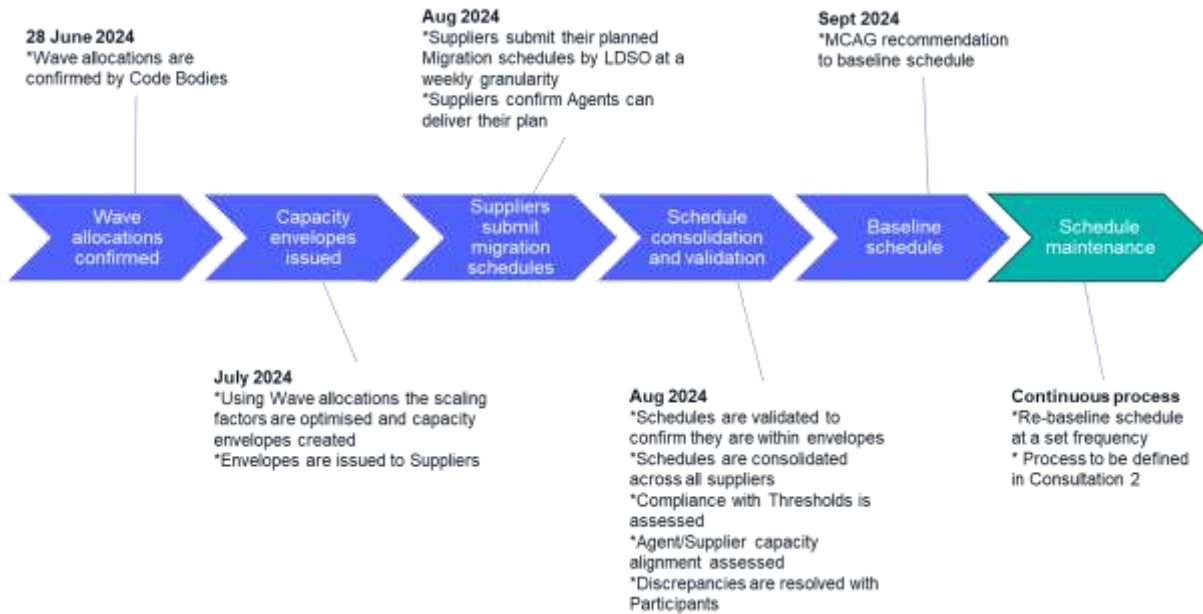 28 June 2024
*Wave allocations are
confirmed by Code Bodies
Aug 2024
*Suppliers submit their planned
Migration schedules by LDSO at a
weekly granularity
*Suppliers confirm Agents can
deliver their plan
Sept 2024
*MCAG recommendation
to baseline schedule
Wave
allocations
confirmed
Capacity
envelopes
issued
Suppliers
submit
migration
schedules
Schedule
consolidation
and validation
Baseline
schedule
Schedule
maintenance
July 2024
*Using Wave allocations the scaling
factors are optimised and capacity
envelopes created
*Envelopes are issued to Suppliers
Aug 2024
*Schedules are validated to
confirm they are within envelopes
*Schedules are consolidated
across all suppliers
*Compliance with Thresholds is
assessed
*Agent/Supplier capacity
alignment assessed
*Discrepancies are resolved with
Participants
Continuous process
*Re-baseline schedule
at a set frequency
* Process to be defined
in Consultation 2